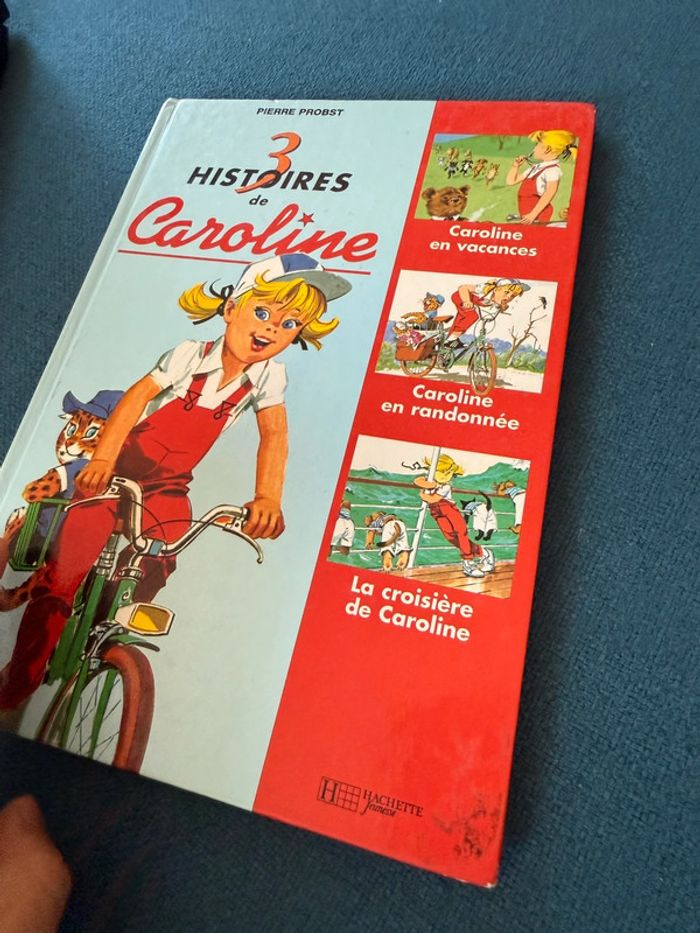 PIERRE PROBST
3
HISTOIRES
de
Caroline
Caroline
en vacances
Caroline
en randonnée
La croisière
de Caroline
H HACHETTE
Jeunesse